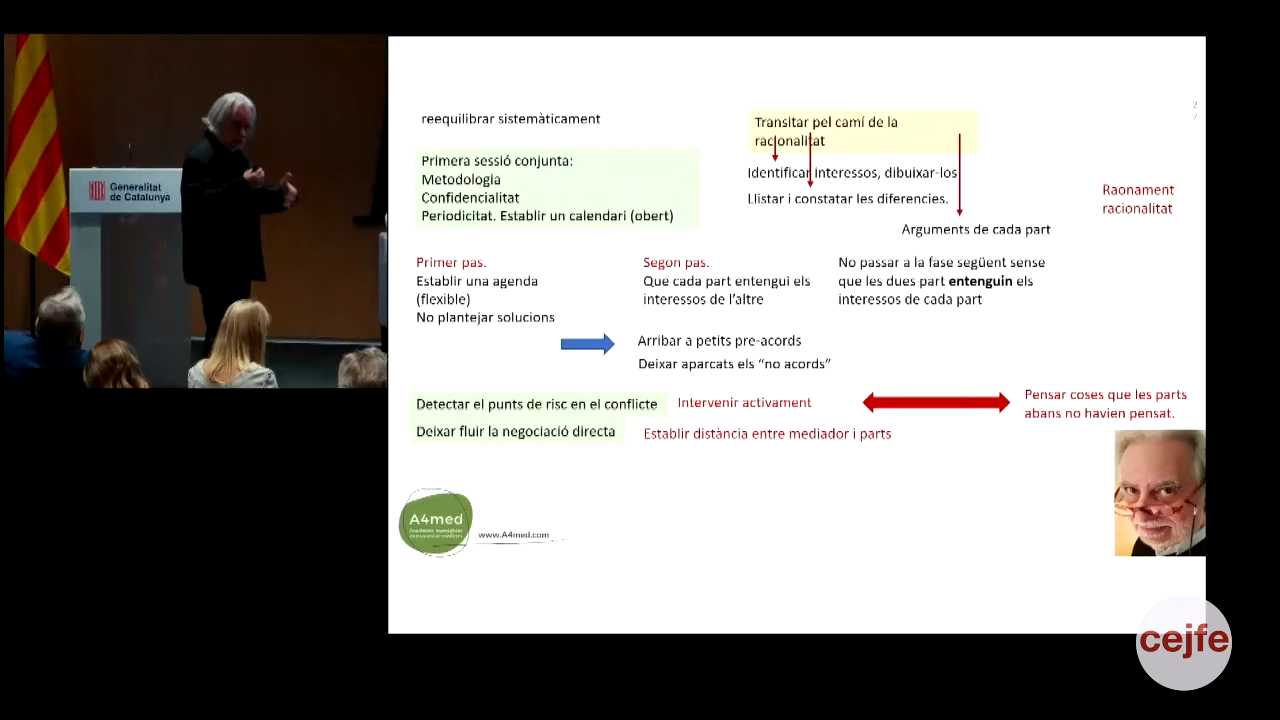 Generalitat
de Catalunya
reequilibrar sistemàticament
Primera sessió conjunta:
Metodologia
Confidencialitat
Periodicitat. Establir un calendari (obert)
Transitar pel camí de la
racionalitat
Identificar interessos, dibuixar-los
Llistar i constatar les diferencies.
Arguments de cada part
Raonament
racionalitat
Primer pas.
Establir una agenda
(flexible)
No plantejar solucions
Segon pas.
Que cada part entengui els
interessos de l’altre
No passar a la fase següent sense
que les dues part entenguin els
interessos de cada part
Arribar a petits pre-acords
Deixar aparcats els “no acords”
Detectar el punts de risc en el conflicte
Intervenir activament
Pensar coses que les parts
abans no havien pensat.
Deixar fluir la negociació directa
Establir distància entre mediador i parts
A4med
www.A4med.com
cejfe